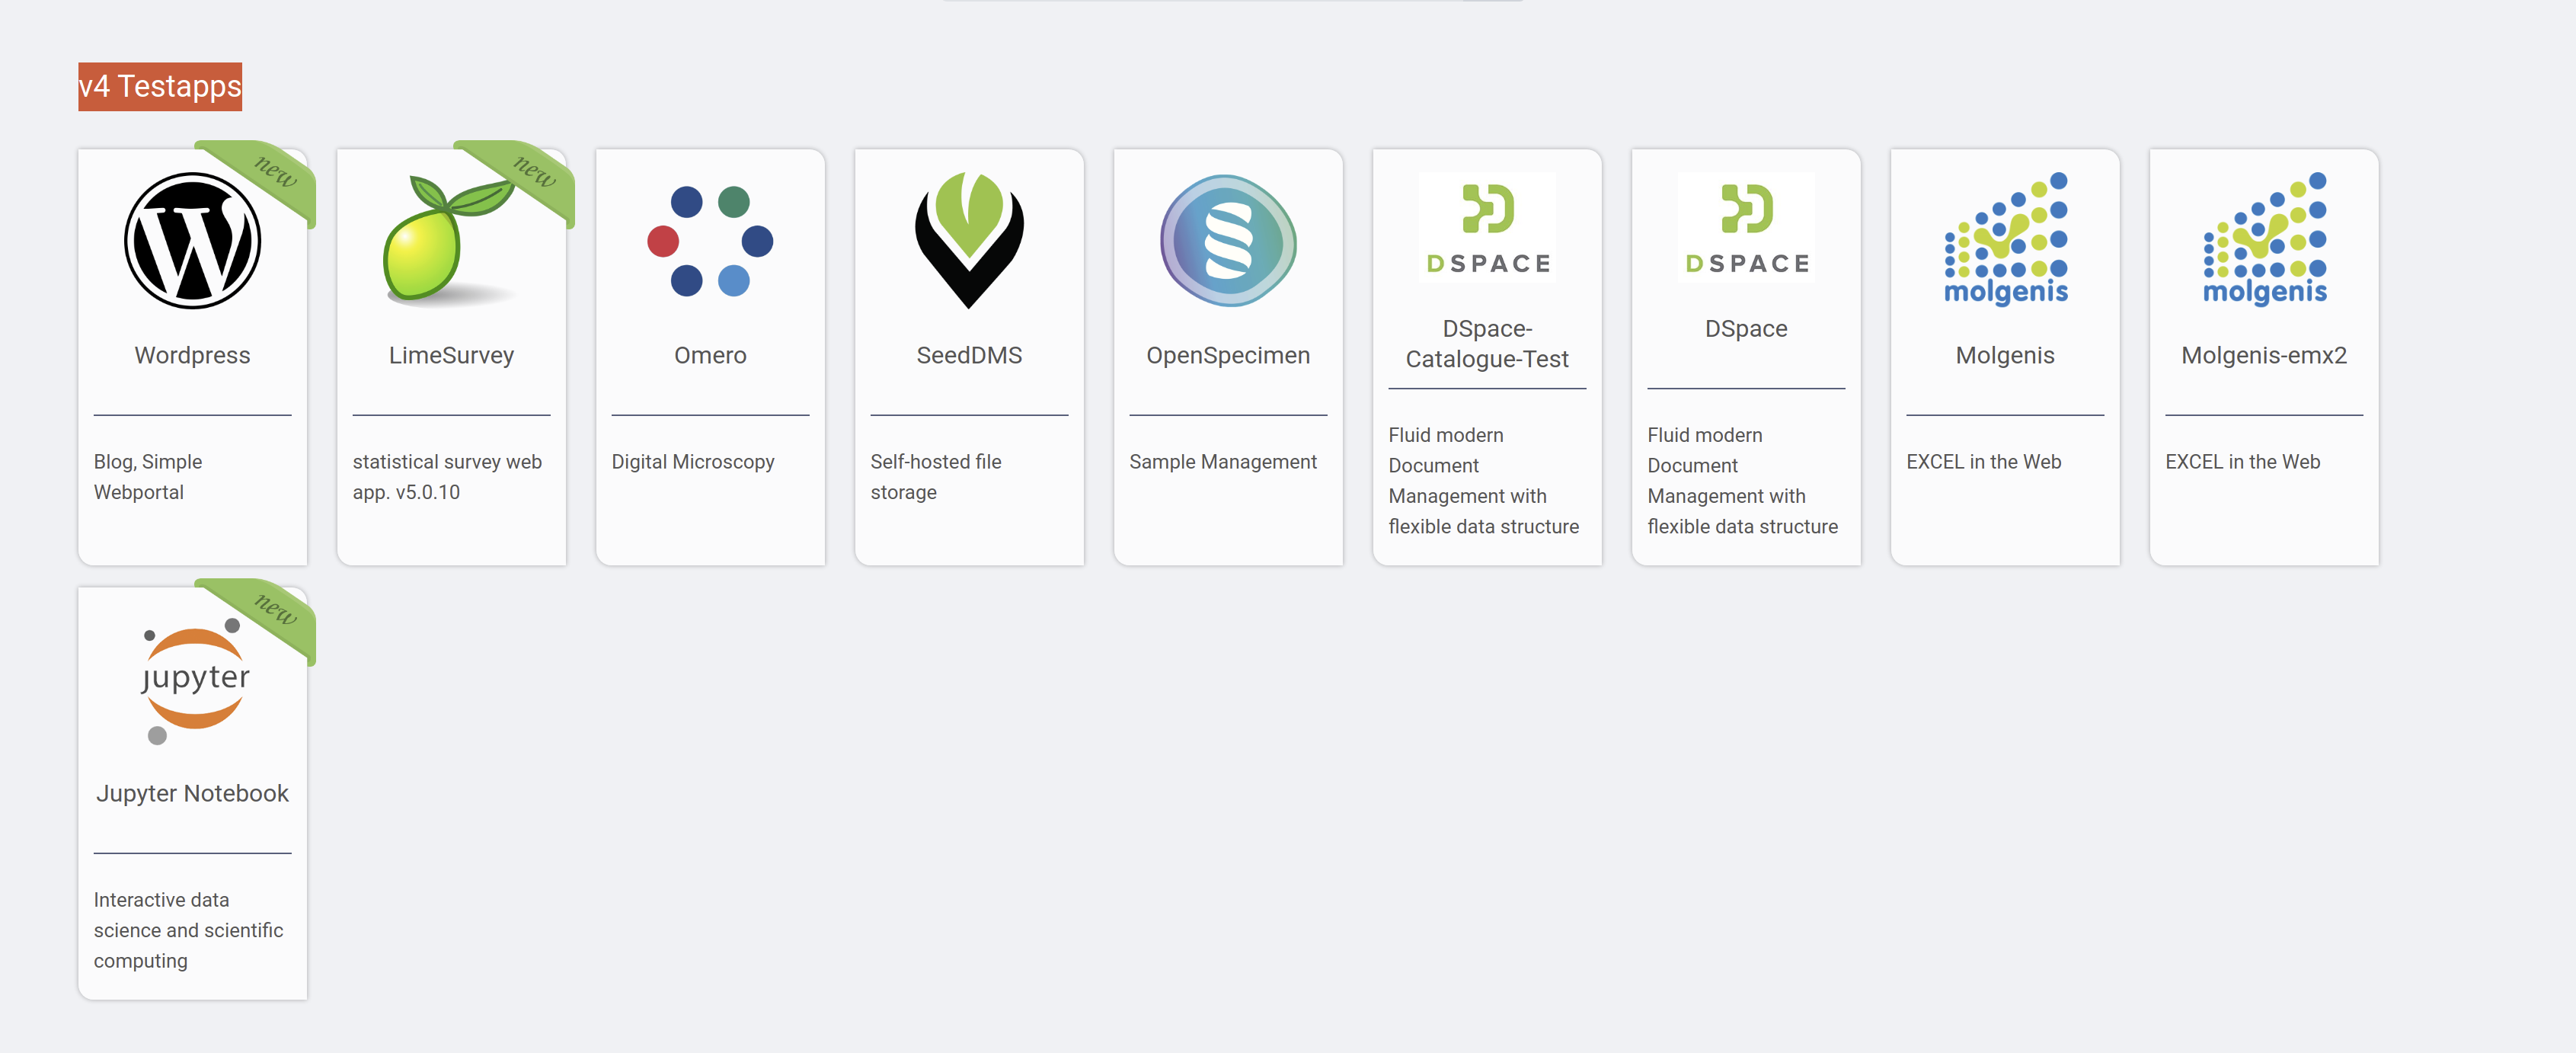 v4 Testapps
new
Wordpress
Blog, Simple
Webportal
new
LimeSurvey
statistical survey web
app. v5.0.10
Omero
Digital Microscopy
SeedDMS
Self-hosted file
storage
OpenSpecimen
Sample Management
DSPACE
DSpace-
Catalogue-Test
Fluid modern
Document
Management with
flexible data structure
DSPACE
DSpace
Fluid modern
Document
Management with
flexible data structure
molgenis
Molgenis
EXCEL in the Web
molgenis
Molgenis-emx2
EXCEL in the Web
new
jupyter
Jupyter Notebook
Interactive data
science and scientific
computing